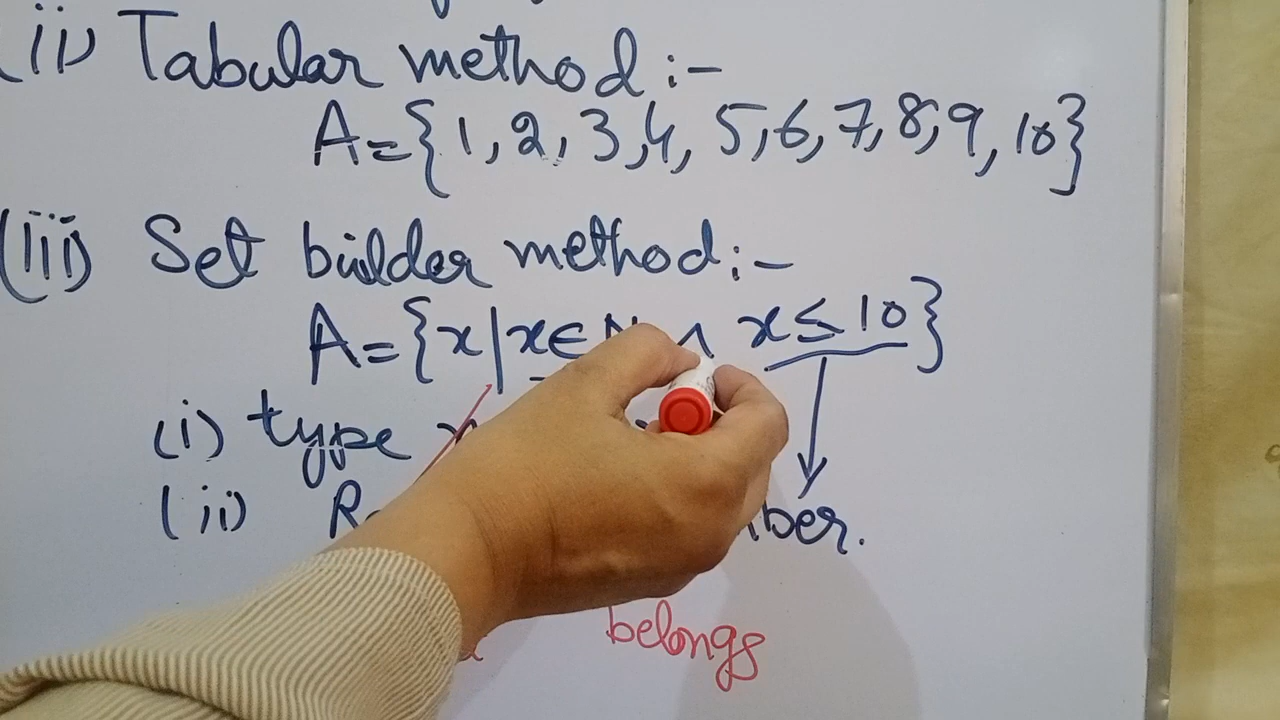 (ii) Tabular method :-
A={1, 2, 3, 4, 5, 6, 7, 8, 9, 10}
(iii) Set builder method :-
A={x|x∈N ∧ x≤10}
(i) type
(ii)
belongs